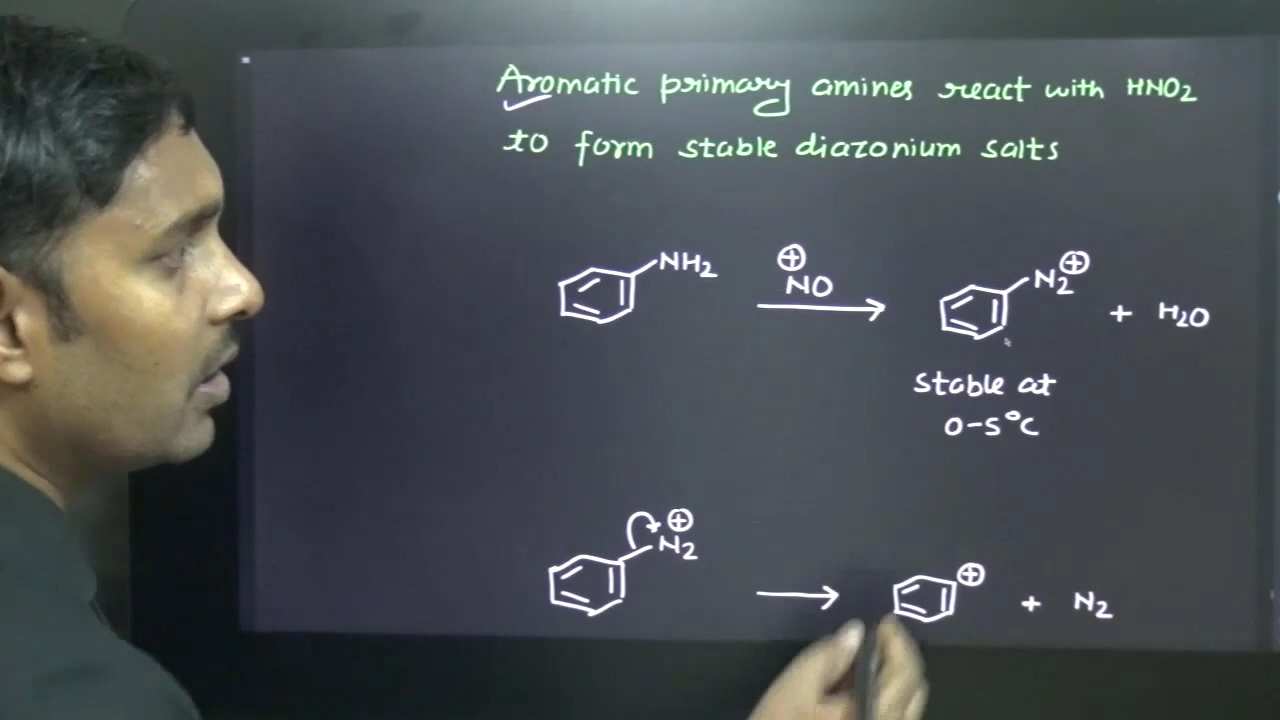 Aromatic primary amines react with HNO2
to form stable diazonium salts
NH2 ⊕NO → N2⊕ + H2O
stable at
0-5°C
N2⊕ → ⊕ + N2